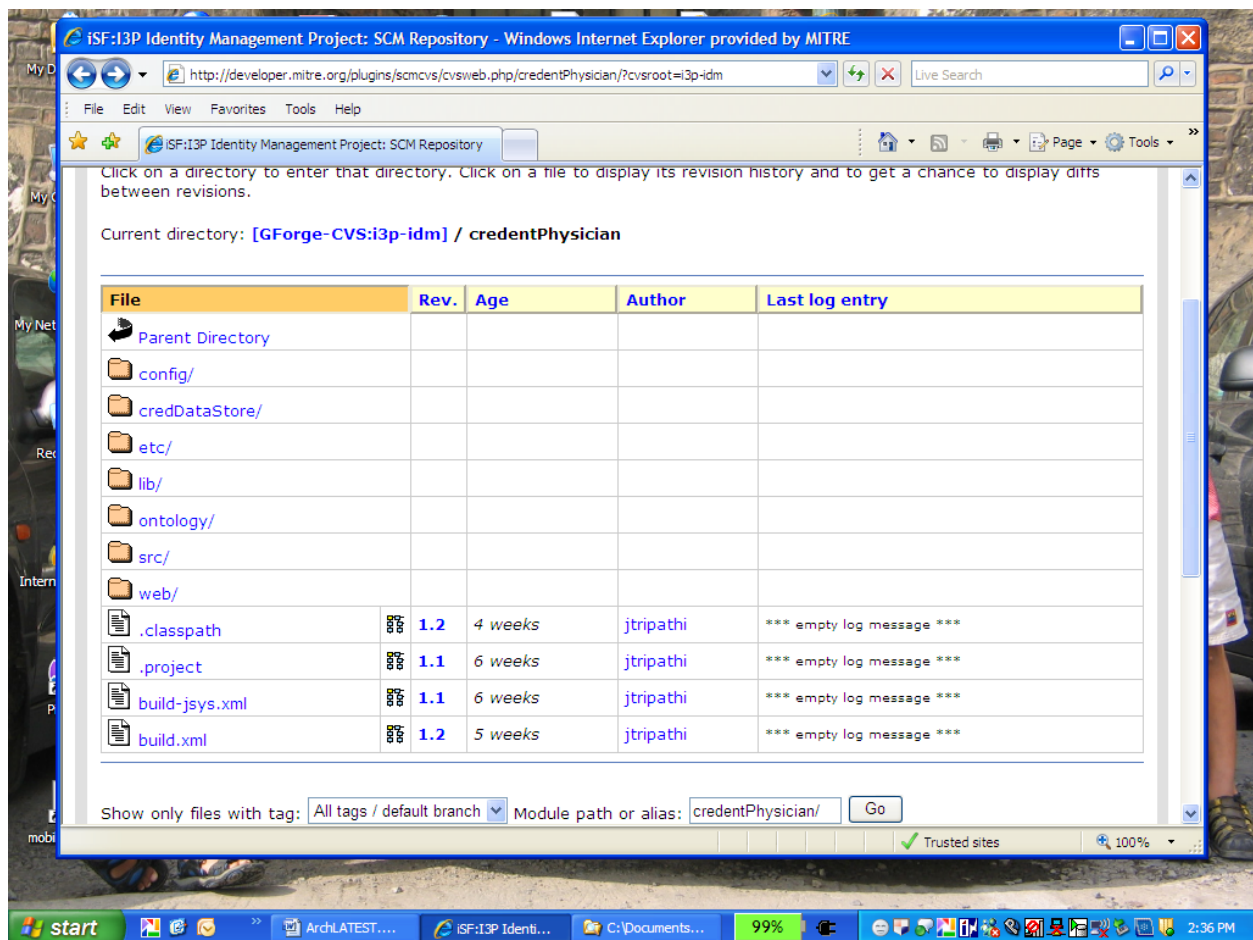 iSF:I3P Identity Management Project: SCM Repository - Windows Internet Explorer provided by MITRE
http://developer.mitre.org/plugins/scmcvs/cvsweb.php/credentPhysician/?cvsroot=i3p-idm
Live Search
File Edit View Favorites Tools Help
iSF:I3P Identity Management Project: SCM Repository
Page Tools
Click on a directory to enter that directory. Click on a file to display its revision history and to get a chance to display diffs
between revisions.
Current directory: [GForge-CVS:i3p-idm] / credentPhysician
File Rev. Age Author Last log entry
Parent Directory
config/
credDataStore/
etc/
lib/
ontology/
src/
web/
.classpath 1.2 4 weeks jtripathi *** empty log message ***
.project 1.1 6 weeks jtripathi *** empty log message ***
build-jsys.xml 1.1 6 weeks jtripathi *** empty log message ***
build.xml 1.2 5 weeks jtripathi *** empty log message ***
Show only files with tag: All tags / default branch Module path or alias: credentPhysician/ Go
Trusted sites 100%
My D
My
My Net
Rec
Intern
P
mobi
start ArchLATEST.... iSF:I3P Identi... C:\Documents... 99% 2:36 PM